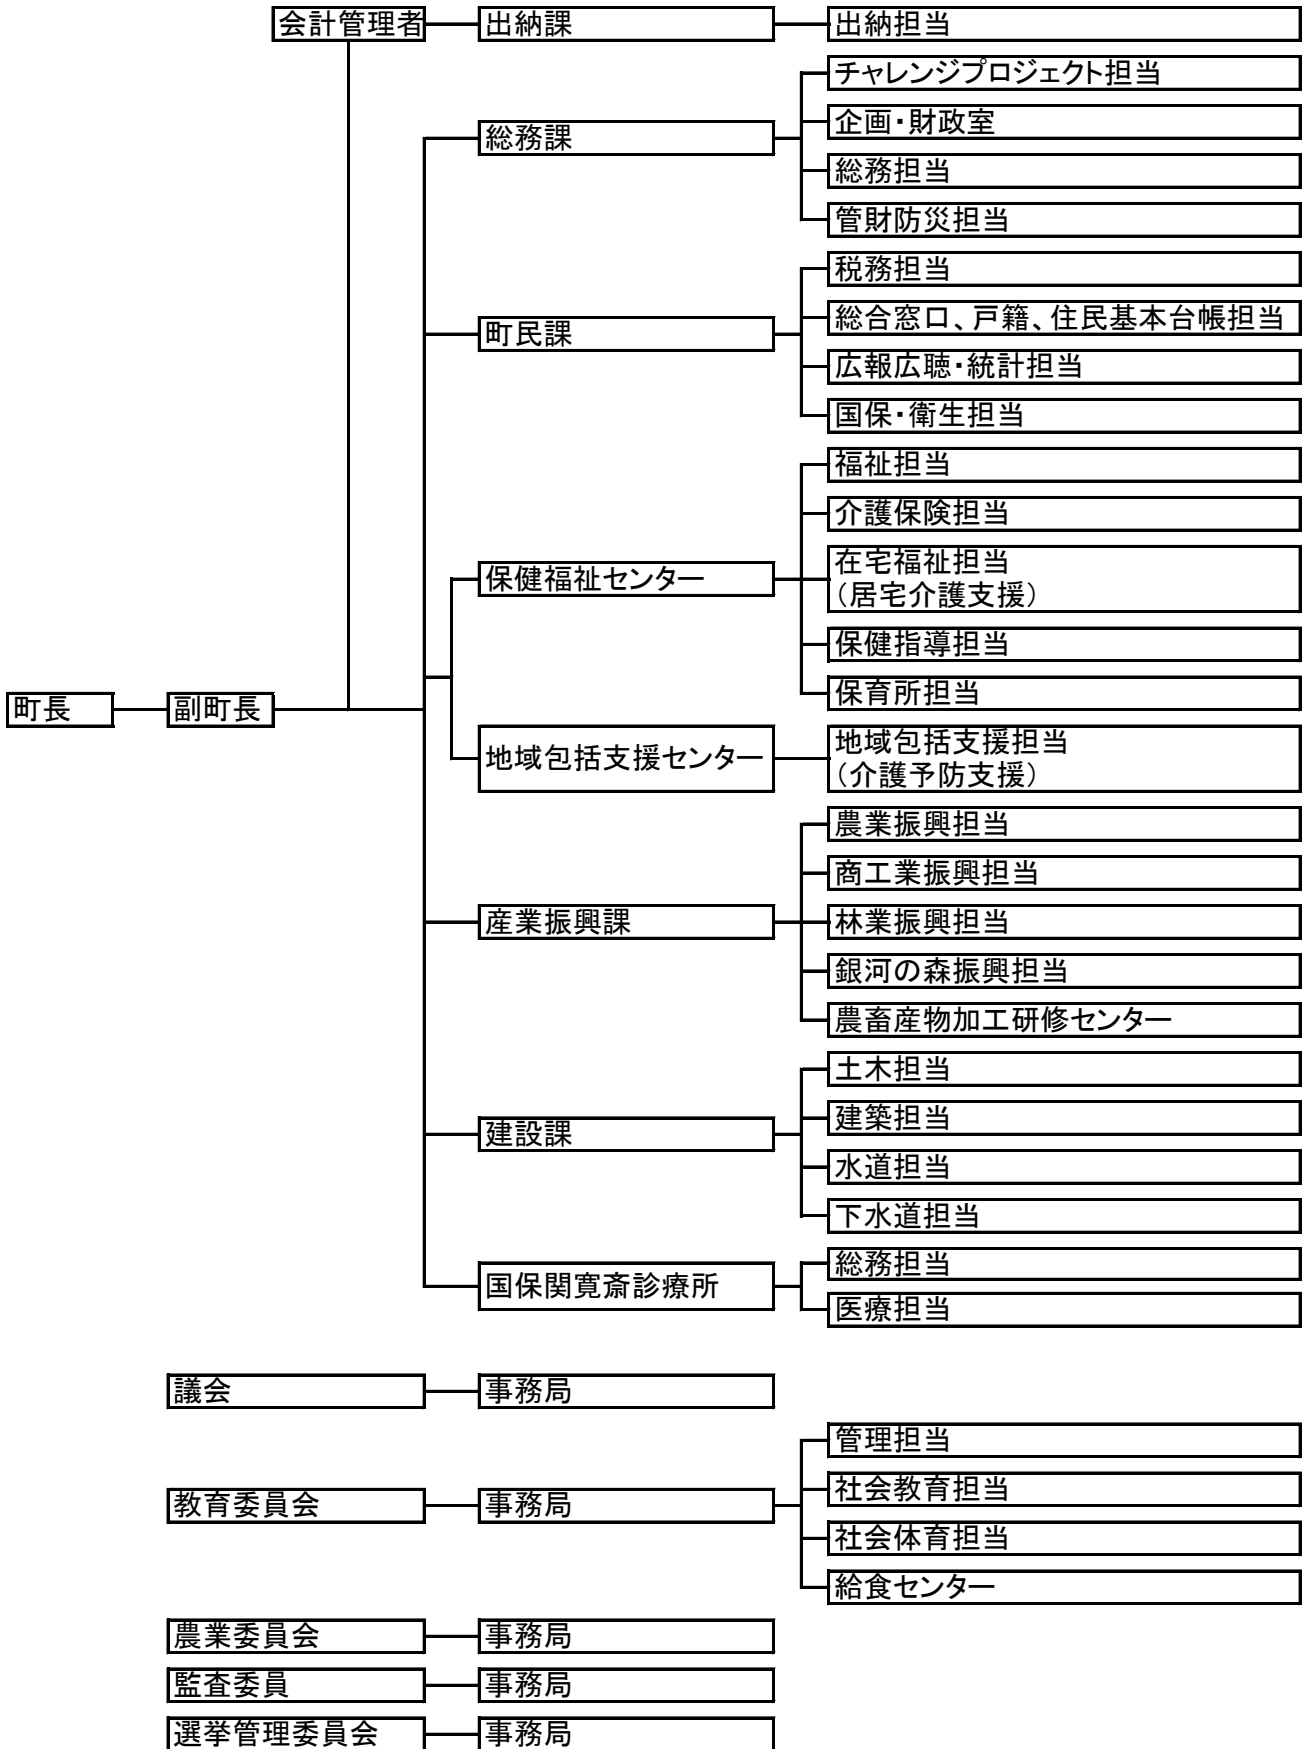 会計管理者
出納課
出納担当
チャレンジプロジェクト担当
企画・財政室
総務課
総務担当
管財防災担当
税務担当
総合窓口、戸籍、住民基本台帳担当
町民課
広報広聴・統計担当
国保・衛生担当
福祉担当
介護保険担当
保健福祉センター
在宅福祉担当
（居宅介護支援）
保健指導担当
保育所担当
町長
副町長
地域包括支援センター
地域包括支援担当
（介護予防支援）
農業振興担当
商工業振興担当
産業振興課
林業振興担当
銀河の森振興担当
農畜産物加工研修センター
土木担当
建築担当
建設課
水道担当
下水道担当
国保関寛斎診療所
総務担当
医療担当
議会
事務局
管理担当
社会教育担当
教育委員会
事務局
社会体育担当
給食センター
農業委員会
事務局
監査委員
事務局
選挙管理委員会
事務局